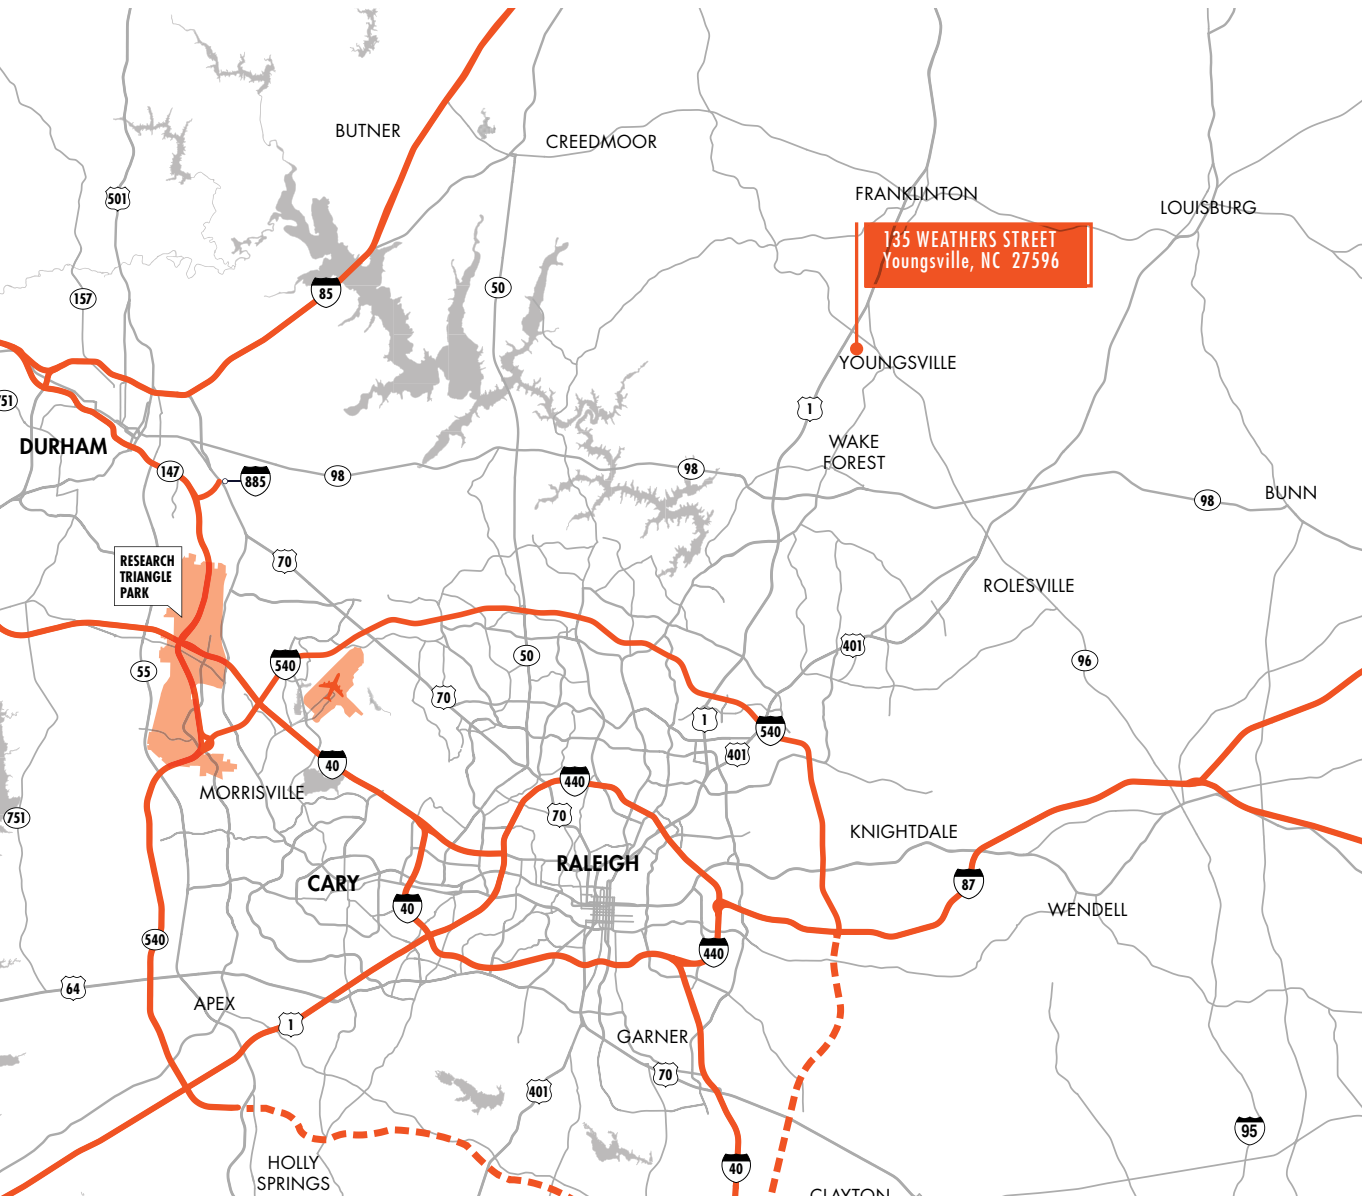 BUTNER
CREEDMOOR
501
FRANKLINTON
LOUISBURG
135 WEATHERS STREET
Youngsville, NC 27596
157
85
50
YOUNGSVILLE
751
1
DURHAM
WAKE
FOREST
147
885
98
98
98
BUNN
RESEARCH
TRIANGLE
PARK
70
ROLESVILLE
55
540
50
401
96
70
1
540
401
40
440
MORRISVILLE
751
70
KNIGHTDALE
RALEIGH
CARY
87
40
WENDELL
540
440
64
APEX
1
GARNER
70
401
95
HOLLY
SPRINGS
40
CLAYTON